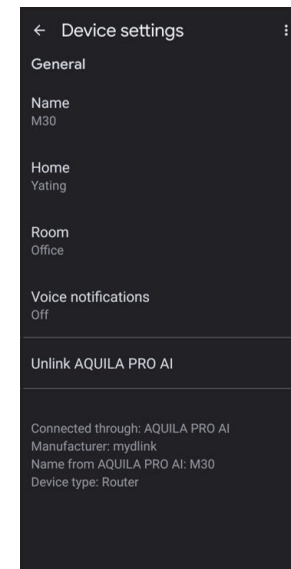 Device settings
General
Name
M30
Home
Yating
Room
Office
Voice notifications
Off
Unlink AQUILA PRO AI
Connected through: AQUILA PRO AI
Manufacturer: mydlink
Name from AQUILA PRO AI: M30
Device type: Router